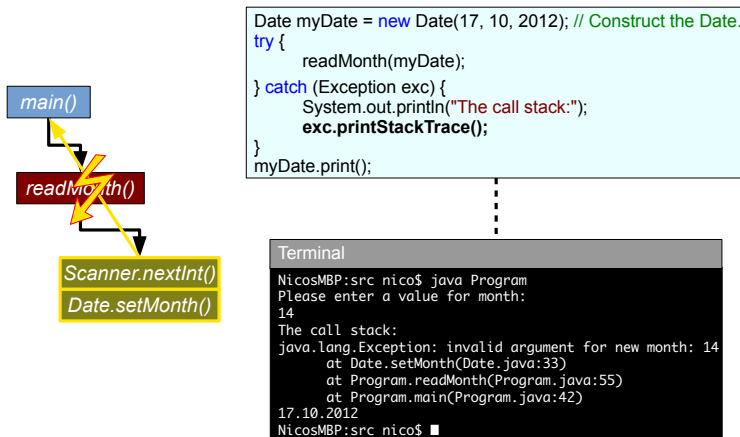 Date myDate = new Date(17, 10, 2012); // Construct the Date.
try {
readMonth(myDate);
} catch (Exception exc) {
System.out.println("The call stack:");
exc.printStackTrace();
}
myDate.print();
main()
readMonth()
Scanner.nextInt()
Date.setMonth()
Terminal
NicosMBP:src nico$ java Program
Please enter a value for month:
14
The call stack:
java.lang.Exception: invalid argument for new month: 14
at Date.setMonth(Date.java:33)
at Program.readMonth(Program.java:55)
at Program.main(Program.java:42)
17.10.2012
NicosMBP:src nico$